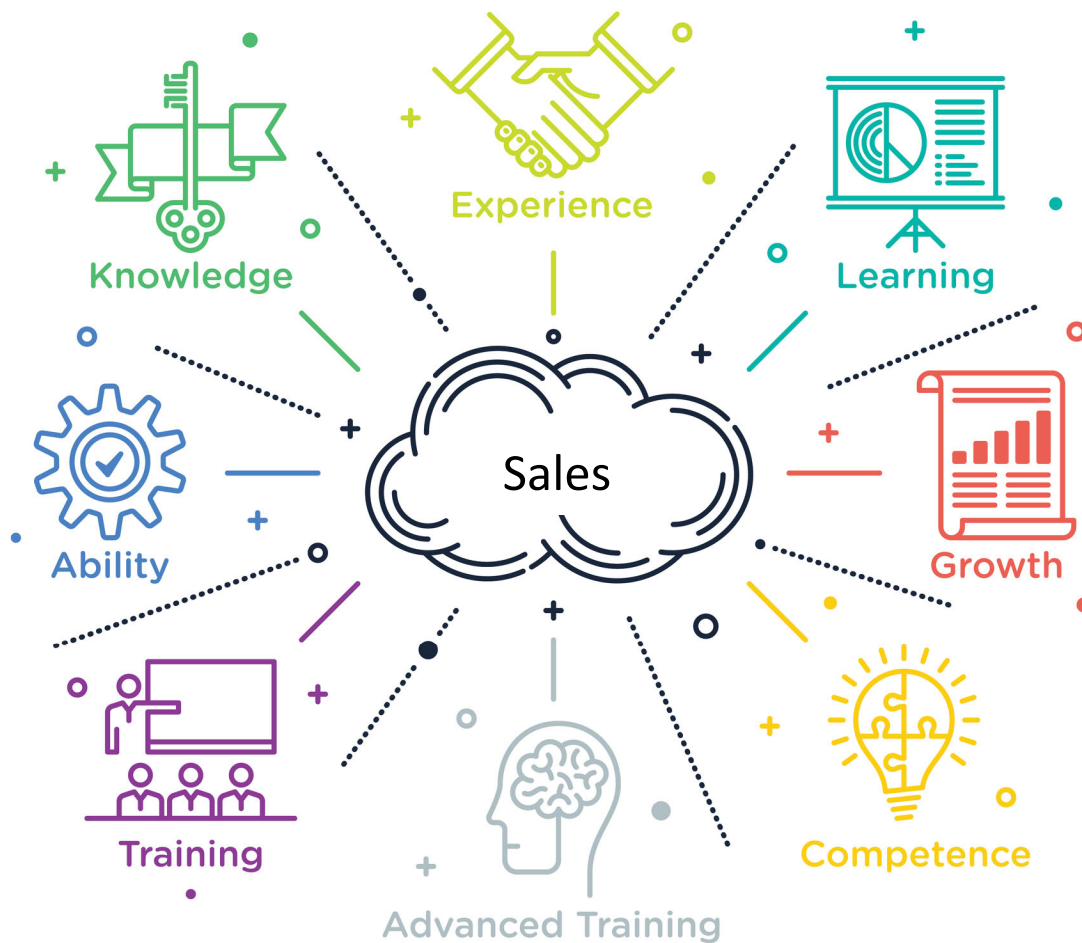 Experience
Knowledge
Learning
Sales
Ability
Growth
Training
Competence
Advanced Training